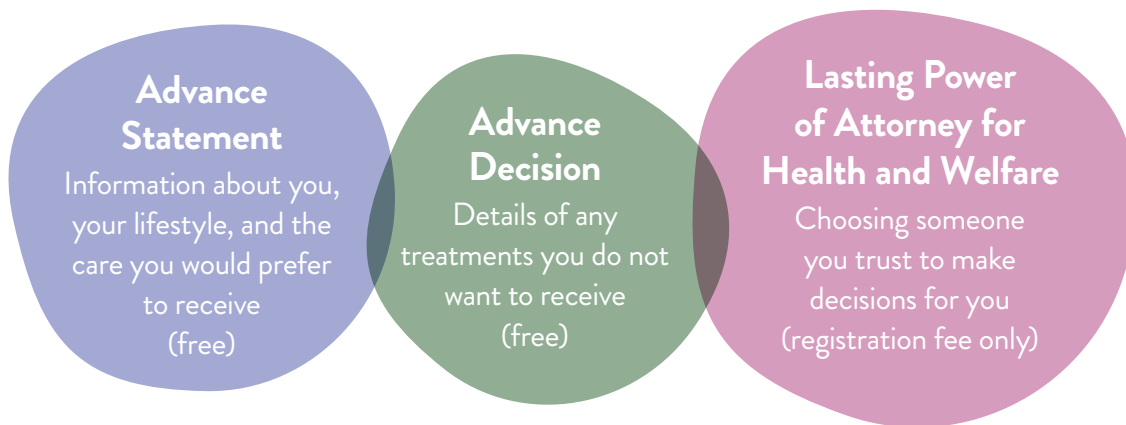 Advance
Statement
Information about you,
your lifestyle, and the
care you would prefer
to receive
(free)
Advance
Decision
Details of any
treatments you do not
want to receive
(free)
Lasting Power
of Attorney for
Health and Welfare
Choosing someone
you trust to make
decisions for you
(registration fee only)